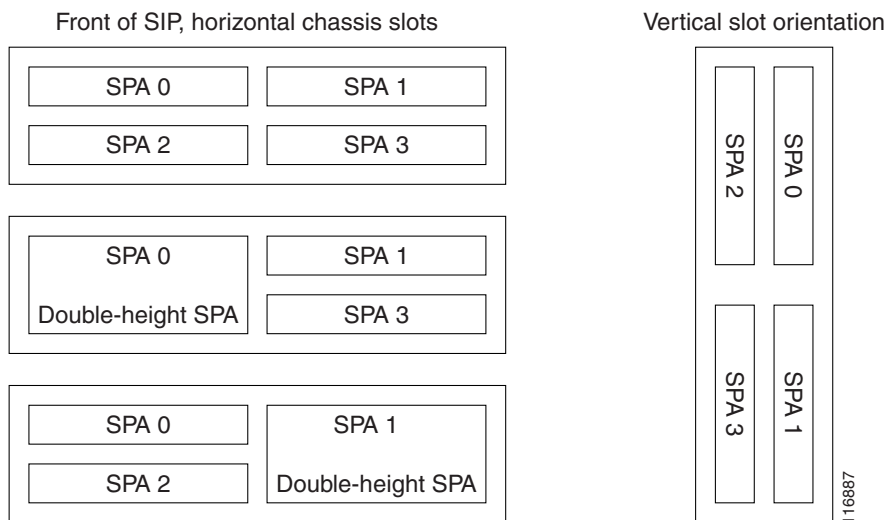 Front of SIP, horizontal chassis slots
SPA 0
SPA 1
SPA 2
SPA 3
SPA 0
Double-height SPA
SPA 1
SPA 3
SPA 0
SPA 2
SPA 1
Double-height SPA
Vertical slot orientation
SPA 2
SPA 0
SPA 3
SPA 1
116887